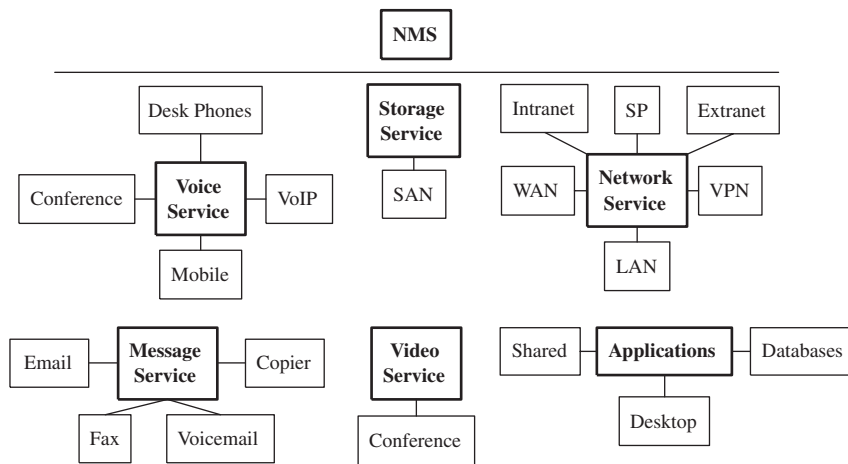 NMS
Desk Phones
Conference
Voice
Service
VoIP
Mobile
Storage
Service
SAN
Intranet
SP
Extranet
WAN
Network
Service
VPN
LAN
Email
Message
Service
Copier
Fax
Voicemail
Video
Service
Conference
Shared
Applications
Databases
Desktop